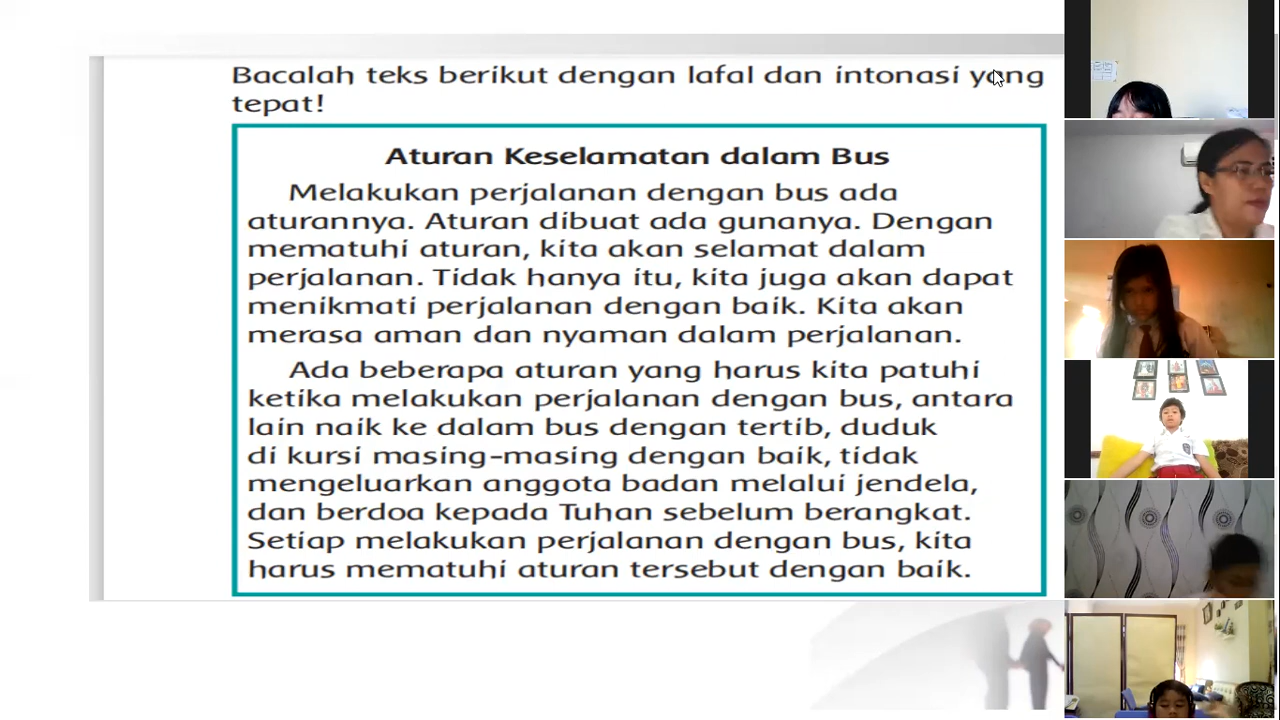 Bacalah teks berikut dengan lafal dan intonasi yang
tepat!
Aturan Keselamatan dalam Bus
Melakukan perjalanan dengan bus ada
aturannya. Aturan dibuat ada gunanya. Dengan
mematuhi aturan, kita akan selamat dalam
perjalanan. Tidak hanya itu, kita juga akan dapat
menikmati perjalanan dengan baik. Kita akan
merasa aman dan nyaman dalam perjalanan.
Ada beberapa aturan yang harus kita patuhi
ketika melakukan perjalanan dengan bus, antara
lain naik ke dalam bus dengan tertib, duduk
di kursi masing-masing dengan baik, tidak
mengeluarkan anggota badan melalui jendela,
dan berdoa kepada Tuhan sebelum berangkat.
Setiap melakukan perjalanan dengan bus, kita
harus mematuhi aturan tersebut dengan baik.